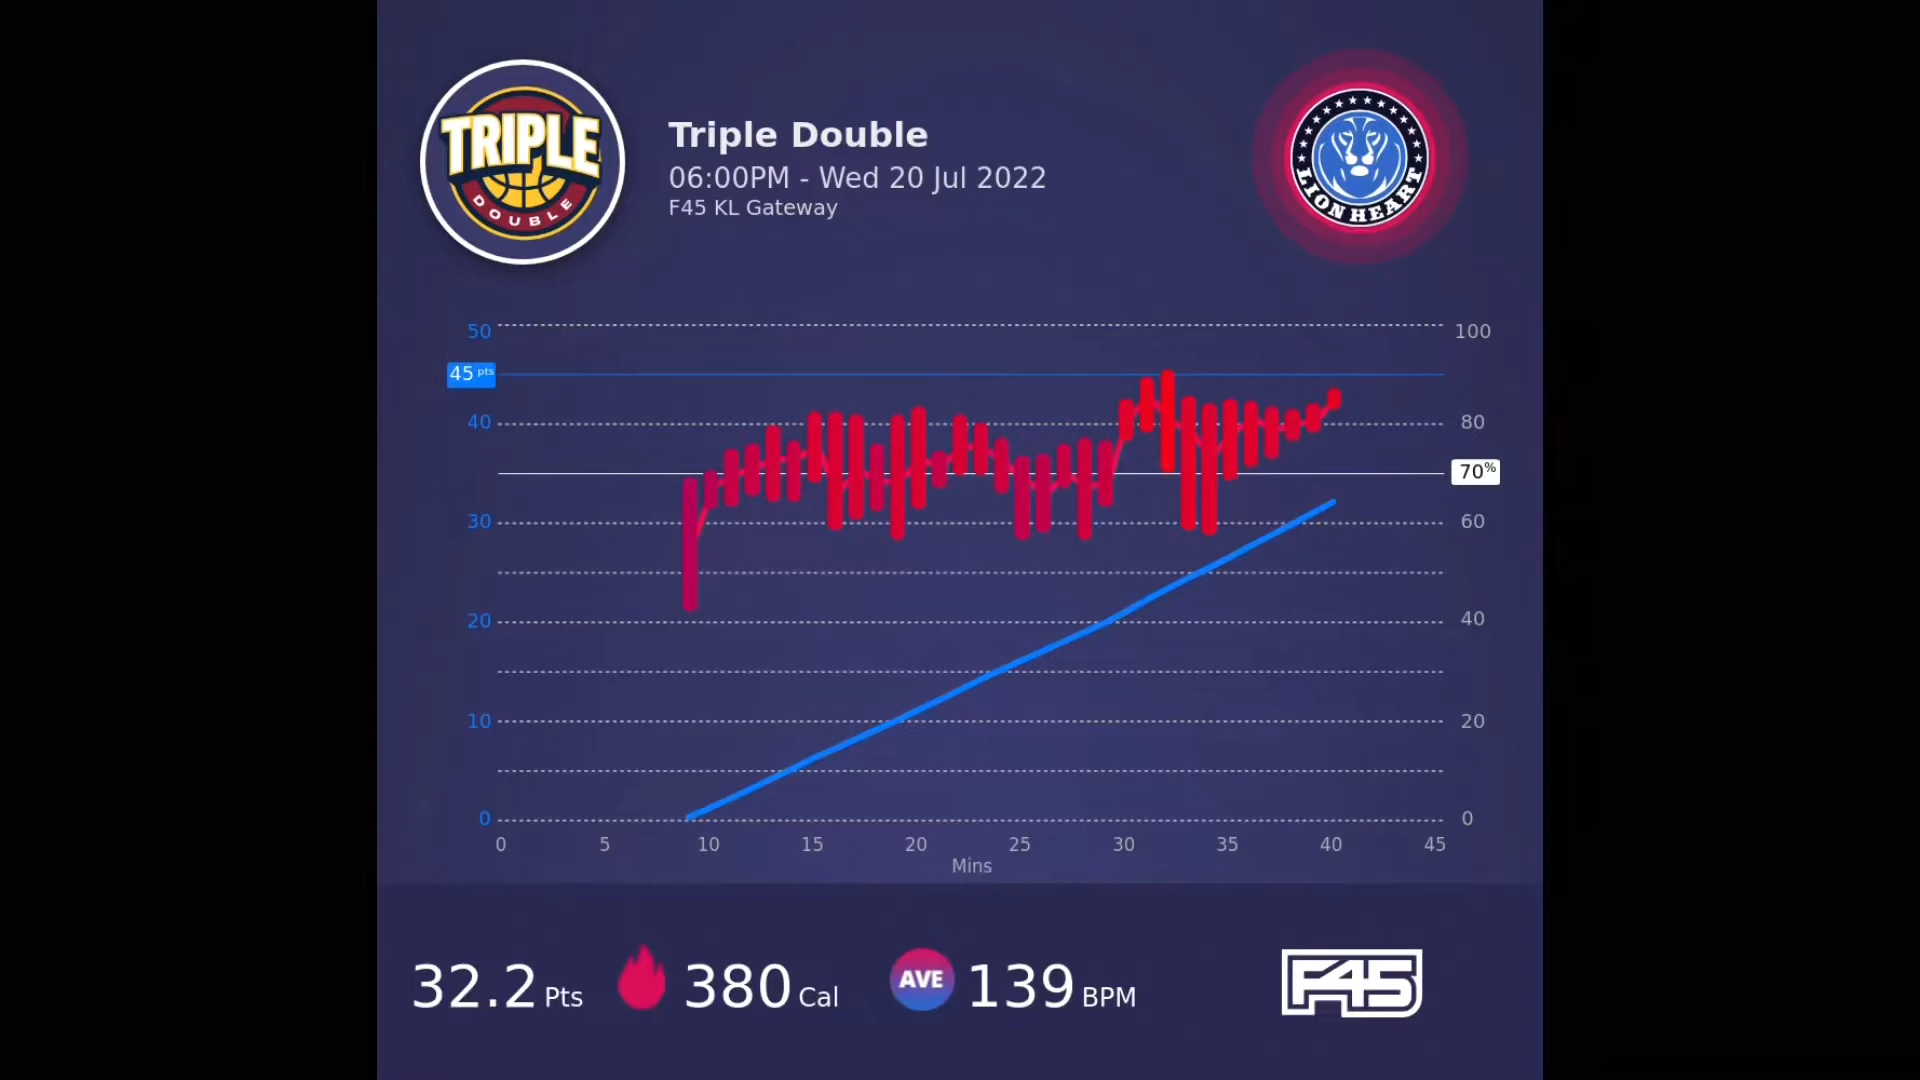 TRIPLE
DOUBLE
Triple Double
06:00PM - Wed 20 Jul 2022
F45 KL Gateway
LIONHEART
50
100
45 pts
40
80
70%
30
60
20
40
10
20
0
0
0 5 10 15 20 25 30 35 40 45
Mins
32.2 Pts
380 Cal
AVE 139 BPM
F45